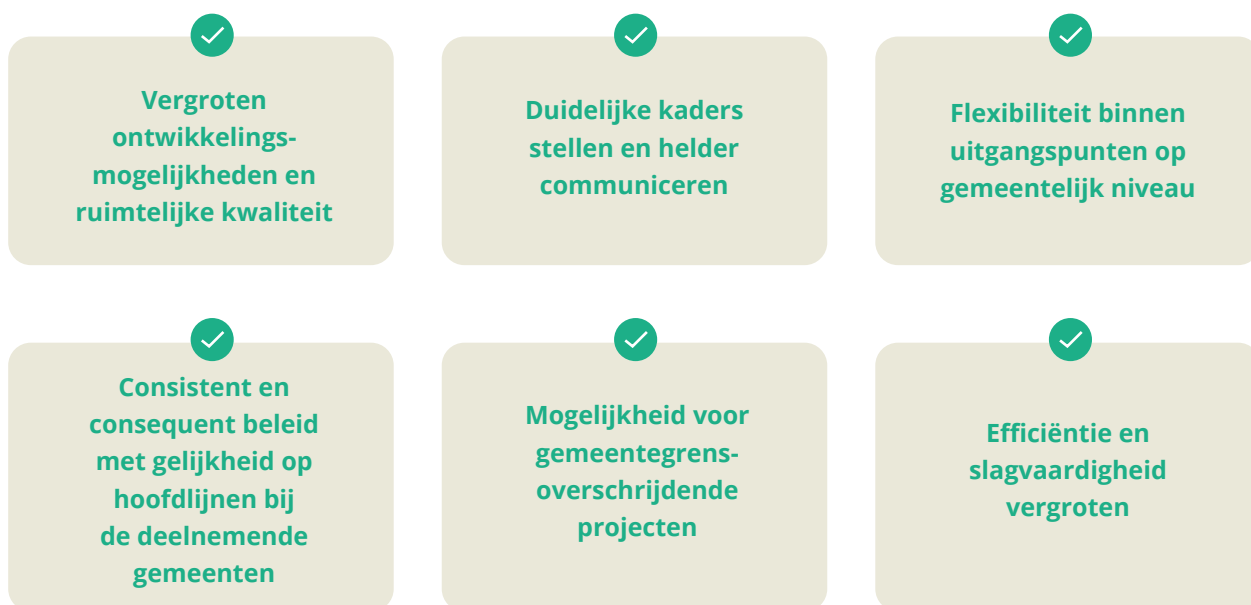 Vergroten
ontwikkelings-
mogelijkheden en
ruimtelijke kwaliteit
Duidelijke kaders
stellen en helder
communiceren
Flexibiliteit binnen
uitgangspunten op
gemeentelijk niveau
Consistent en
consequent beleid
met gelijkheid op
hoofdlijnen bij
de deelnemende
gemeenten
Mogelijkheid voor
gemeentegrens-
overschrijdende
projecten
Efficiëntie en
slagvaardigheid
vergroten